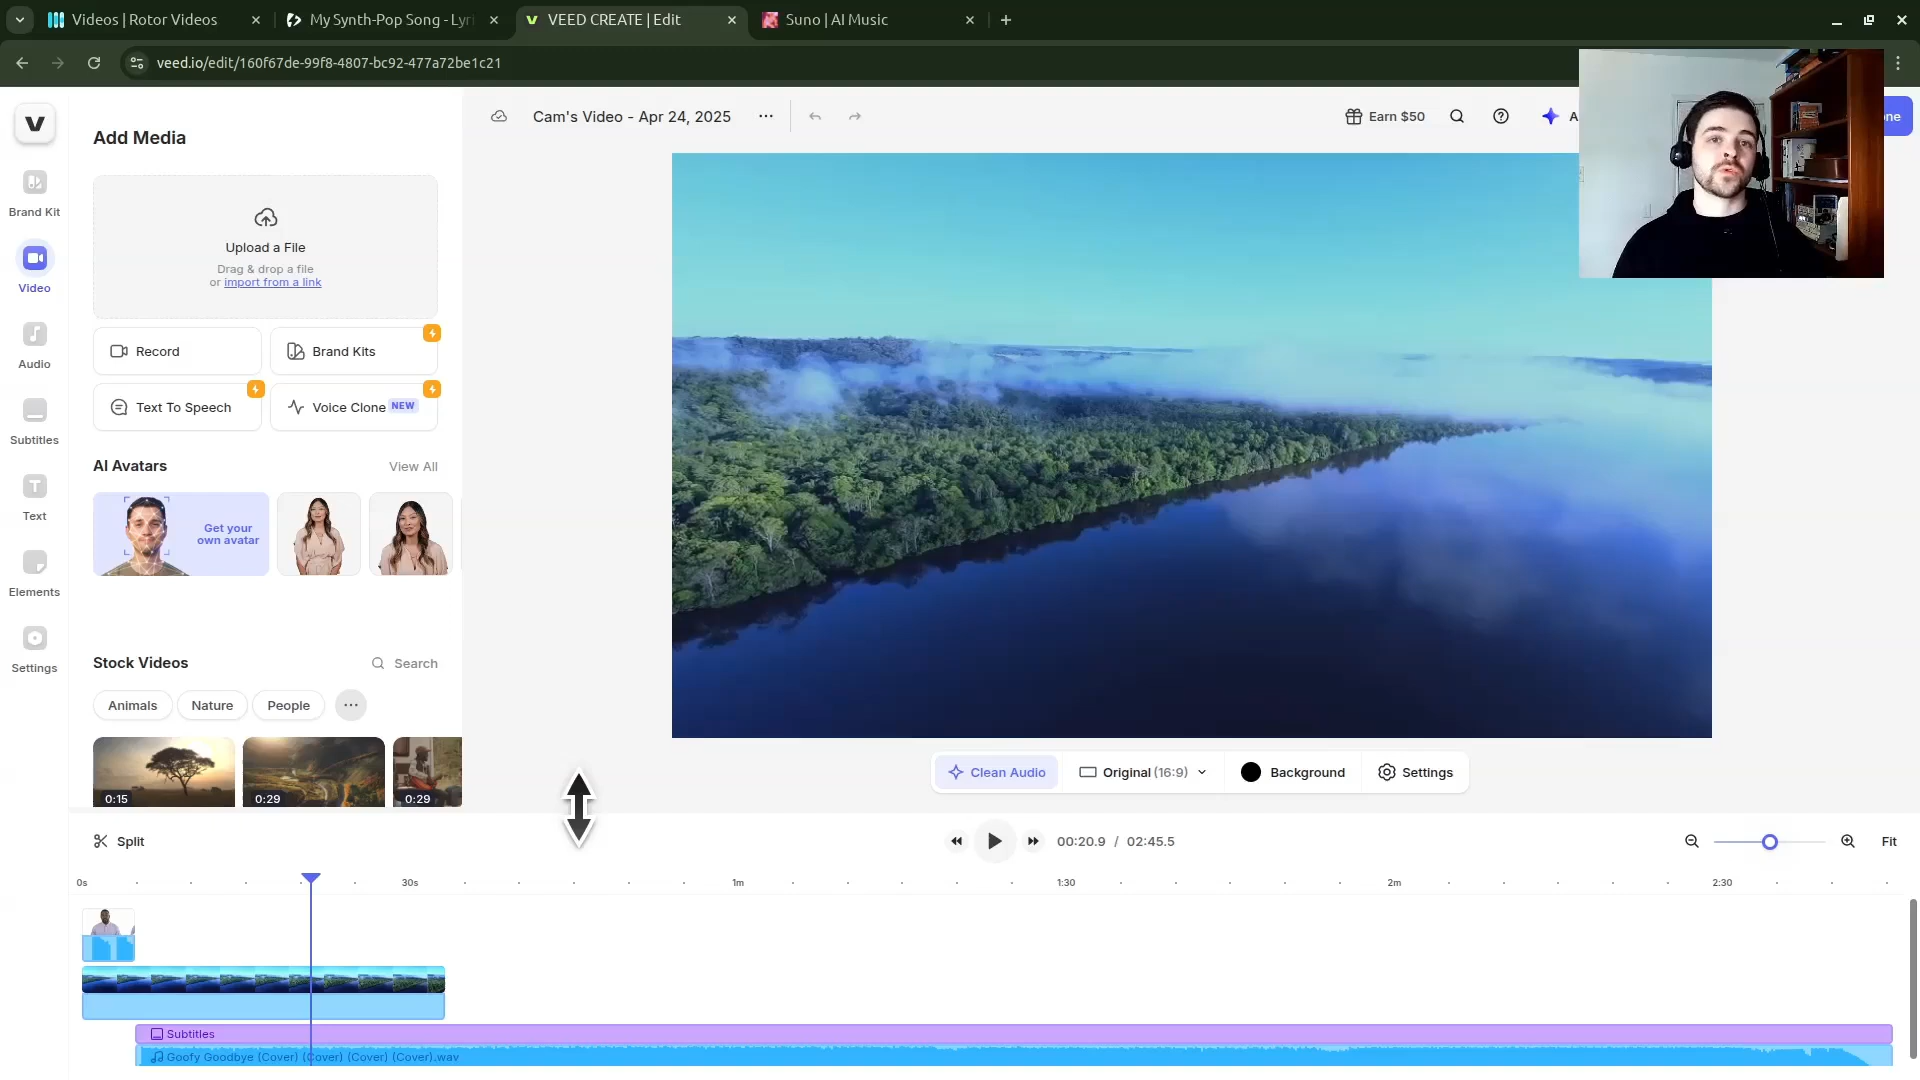 Videos | Rotor Videos
My Synth-Pop Song - Lyri
VEED CREATE | Edit
Suno | AI Music
veed.io/edit/160f67de-99f8-4807-bc92-477a72be1c21
Brand Kit
Video
Audio
Subtitles
Text
Elements
Settings
Add Media
Upload a File
Drag & drop a file
or import from a link
Record
Brand Kits
Text To Speech
Voice Clone NEW
AI Avatars
View All
Get your
own avatar
Stock Videos
Search
Animals
Nature
People
0:15
0:29
0:29
Cam's Video - Apr 24, 2025
Earn $50
A
one
Clean Audio
Original (16:9)
Background
Settings
Split
00:20.9 / 02:45.5
Fit
0s
30s
1m
1:30
2m
2:30
Subtitles
Goofy Goodbye (Cover) (Cover) (Cover) (Cover).wav